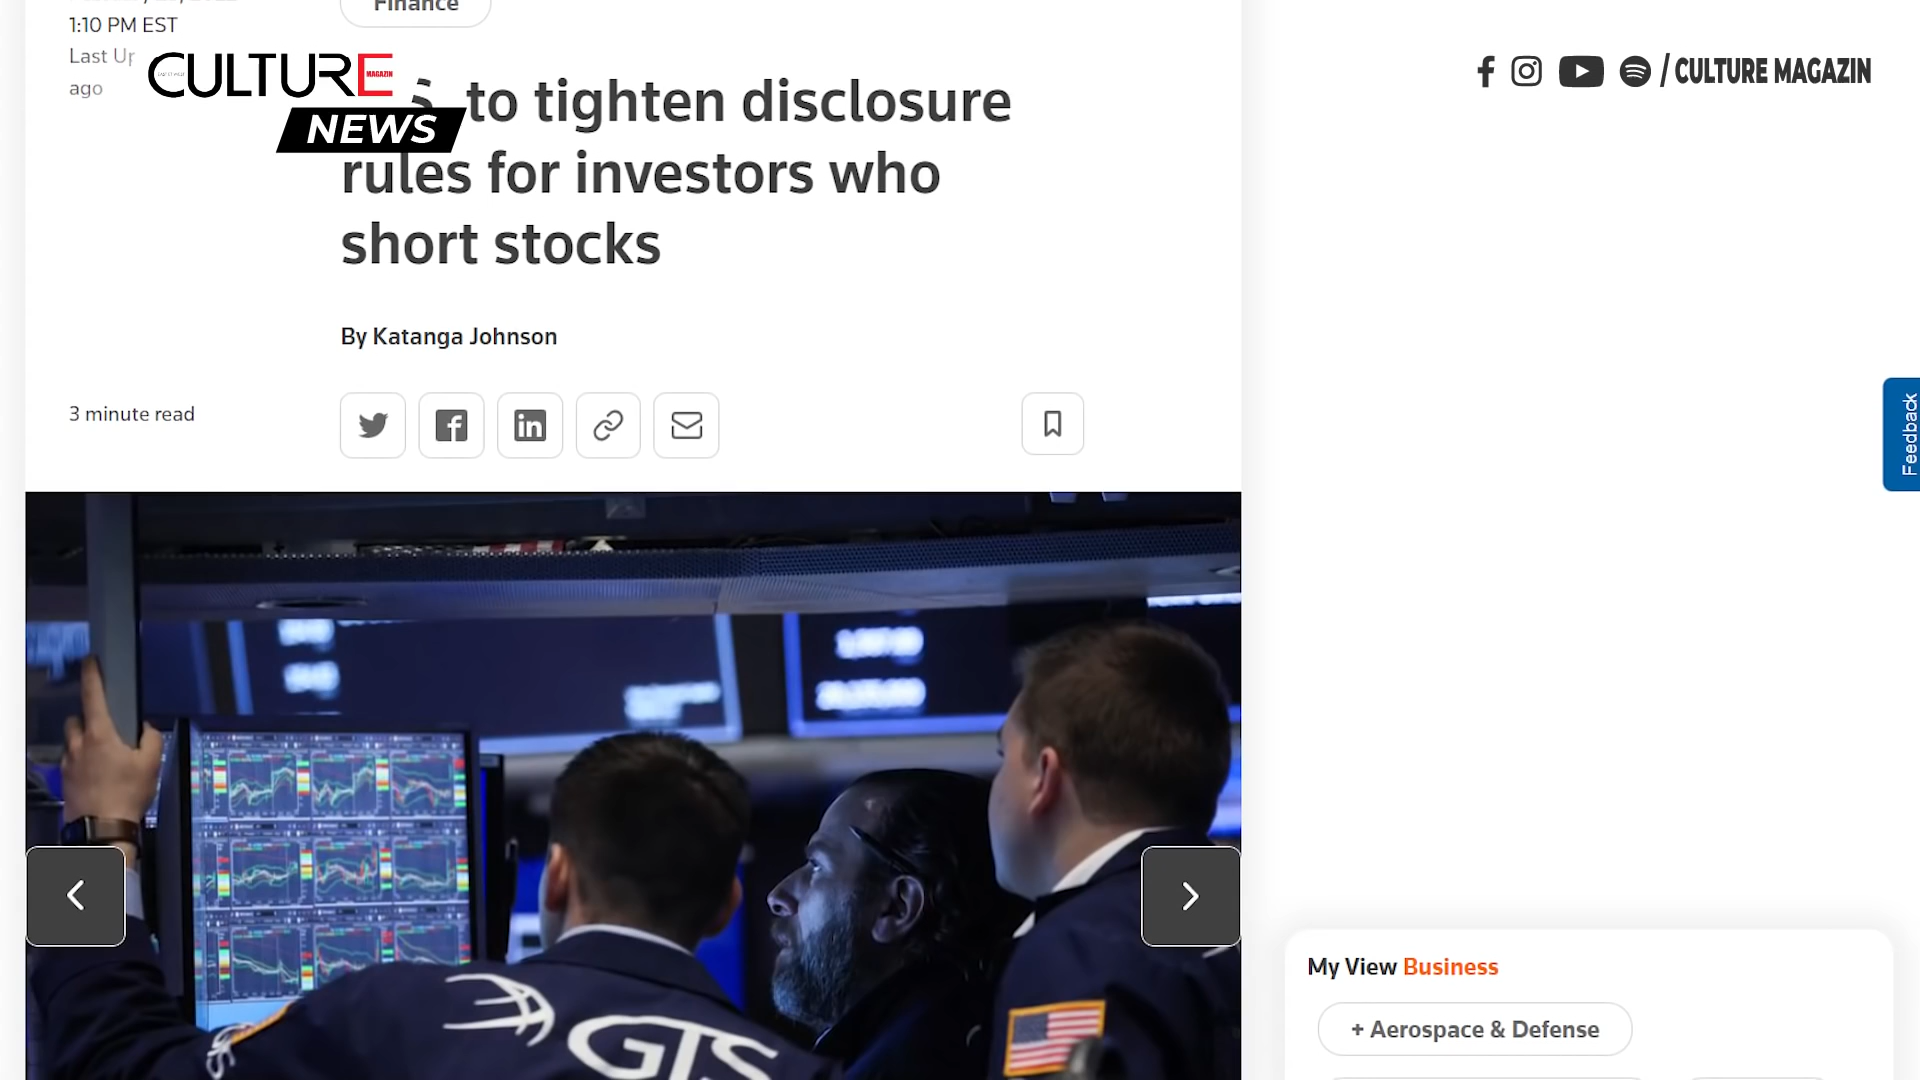 Finance
1:10 PM EST
Last Up
ago
CULTURE
MAGAZIN
NEWS
/ CULTURE MAGAZIN
to tighten disclosure
rules for investors who
short stocks
By Katanga Johnson
3 minute read
Feedback
GTS
My View Business
+ Aerospace & Defense